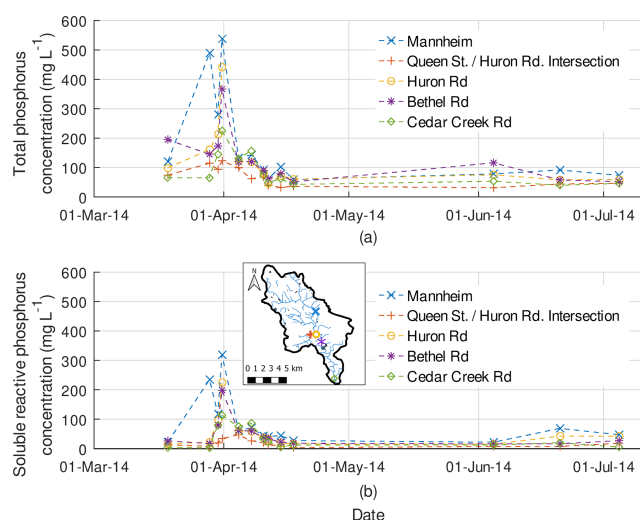 600
500
400
300
200
100
0
Total phosphorus
concentration (mg L⁻¹)
Mannheim
Queen St. / Huron Rd. Intersection
Huron Rd
Bethel Rd
Cedar Creek Rd
01-Mar-14 01-Apr-14 01-May-14 01-Jun-14 01-Jul-14
(a)
600
500
400
300
200
100
0
Soluble reactive phosphorus
concentration (mg L⁻¹)
N
0 1 2 3 4 5 km
Mannheim
Queen St. / Huron Rd. Intersection
Huron Rd
Bethel Rd
Cedar Creek Rd
01-Mar-14 01-Apr-14 01-May-14 01-Jun-14 01-Jul-14
(b)
Date